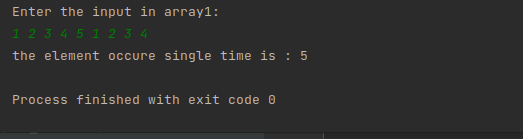 Enter the input in array1:
1 2 3 4 5 1 2 3 4
the element occure single time is : 5
Process finished with exit code 0